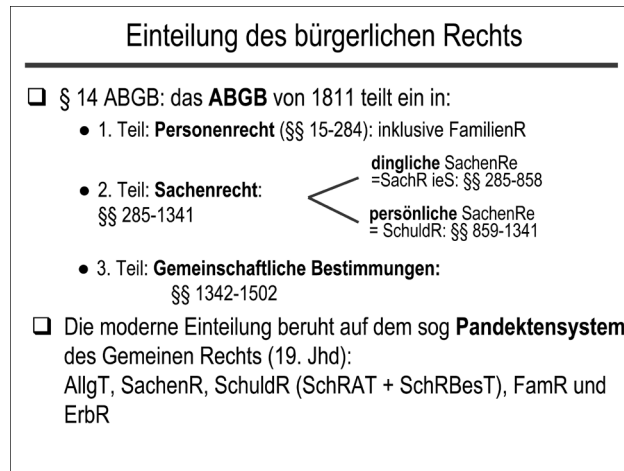 Einteilung des bürgerlichen Rechts
❑ § 14 ABGB: das ABGB von 1811 teilt ein in:
● 1. Teil: Personenrecht (§§ 15-284): inklusive FamilienR
● 2. Teil: Sachenrecht:
§§ 285-1341
dingliche SachenRe
=SachR ieS: §§ 285-858
persönliche SachenRe
= SchuldR: §§ 859-1341
● 3. Teil: Gemeinschaftliche Bestimmungen:
§§ 1342-1502
❑ Die moderne Einteilung beruht auf dem sog Pandektensystem
des Gemeinen Rechts (19. Jhd):
AllgT, SachenR, SchuldR (SchRAT + SchRBesT), FamR und
ErbR